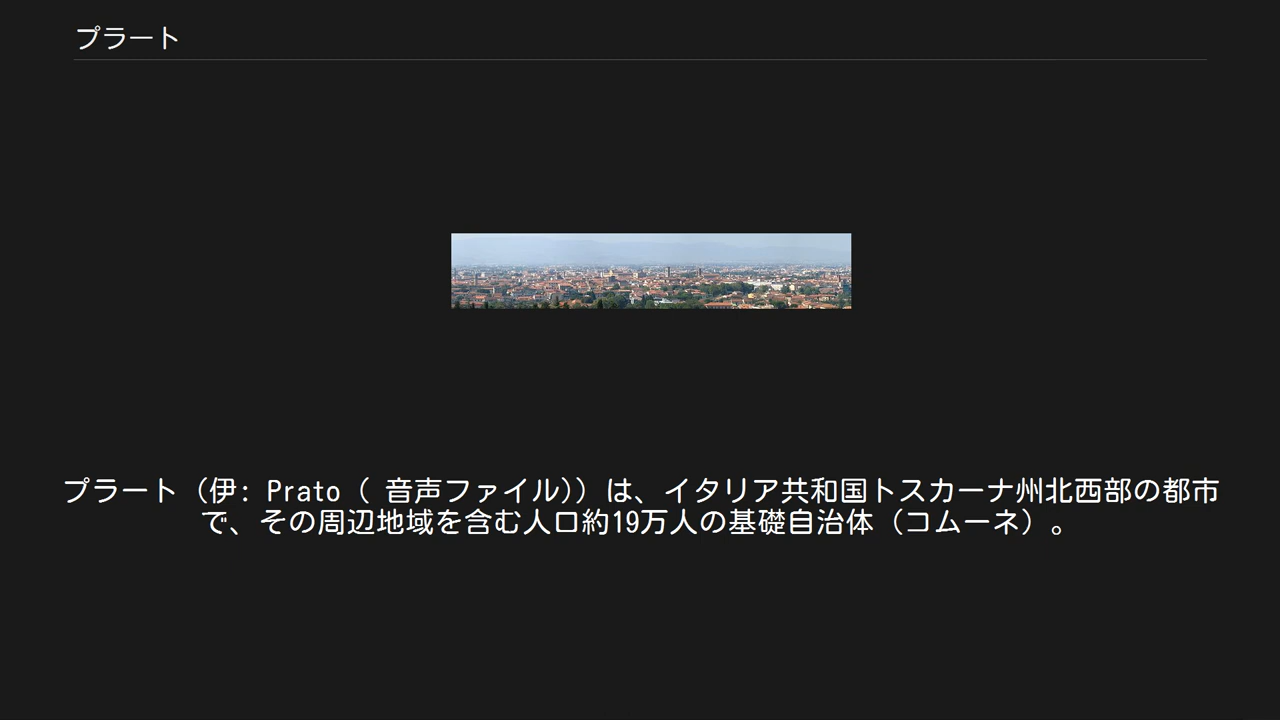 プラート
プラート（伊: Prato（ 音声ファイル)）は、イタリア共和国トスカーナ州北西部の都市
で、その周辺地域を含む人口約19万人の基礎自治体（コムーネ）。